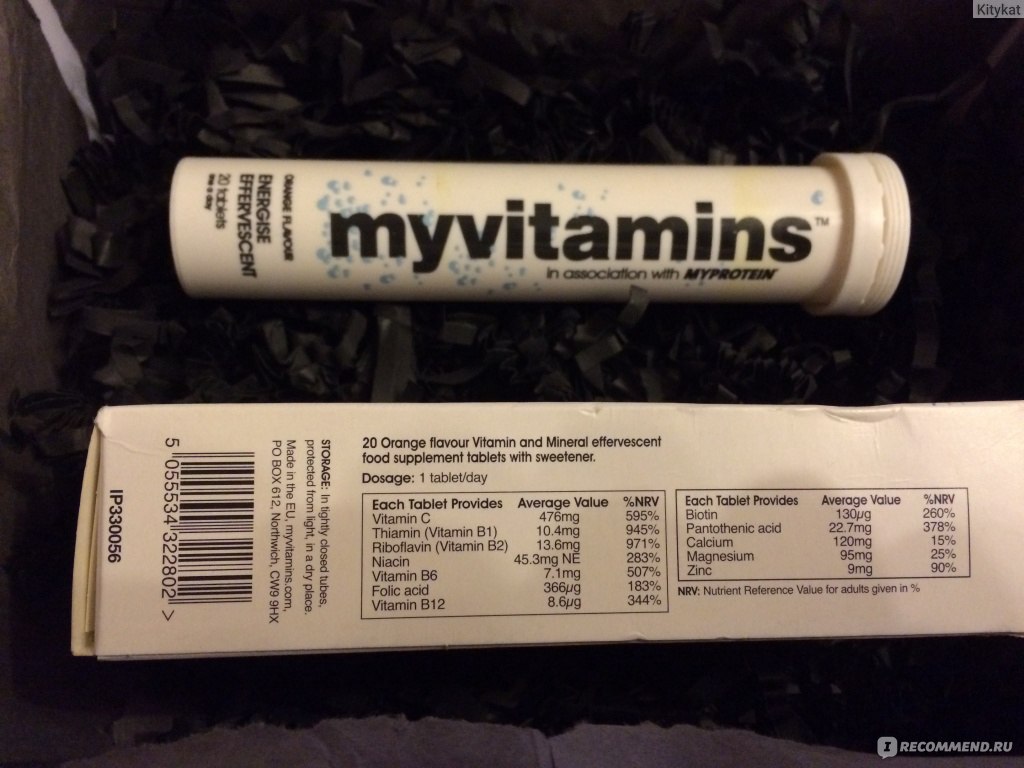 Kitykat
ORANGE FLAVOUR
ENERGISE
EFFERVESCENT
20 tablets
one a day
myvitamins™
in association with MYPROTEIN
20 Orange flavour Vitamin and Mineral effervescent
food supplement tablets with sweetener.
Dosage: 1 tablet/day
Each Tablet Provides Average Value %NRV
Vitamin C 476mg 595%
Thiamin (Vitamin B1) 10.4mg 945%
Riboflavin (Vitamin B2) 13.6mg 971%
Niacin 45.3mg NE 283%
Vitamin B6 7.1mg 507%
Folic acid 366µg 183%
Vitamin B12 8.6µg 344%
Each Tablet Provides Average Value %NRV
Biotin 130µg 260%
Pantothenic acid 22.7mg 378%
Calcium 120mg 15%
Magnesium 95mg 25%
Zinc 9mg 90%
NRV: Nutrient Reference Value for adults given in %
STORAGE: In tightly closed tubes,
protected from light, in a dry place.
Made in the EU, myvitamins.com,
PO BOX 612, Northwich, CW9 9HX
5 055534 322802 >
IP330056
I RECOMMEND.RU